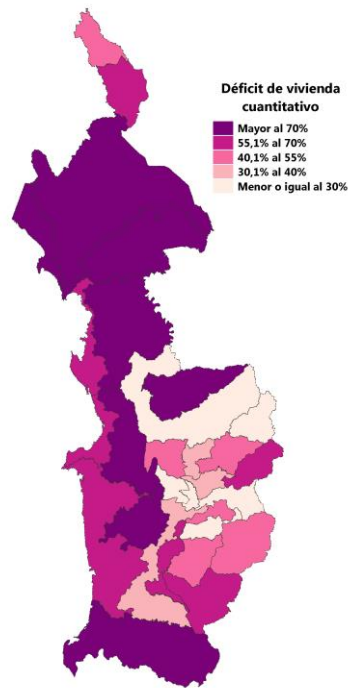 Déficit de vivienda
cuantitativo
Mayor al 70%
55,1% al 70%
40,1% al 55%
30,1% al 40%
Menor o igual al 30%